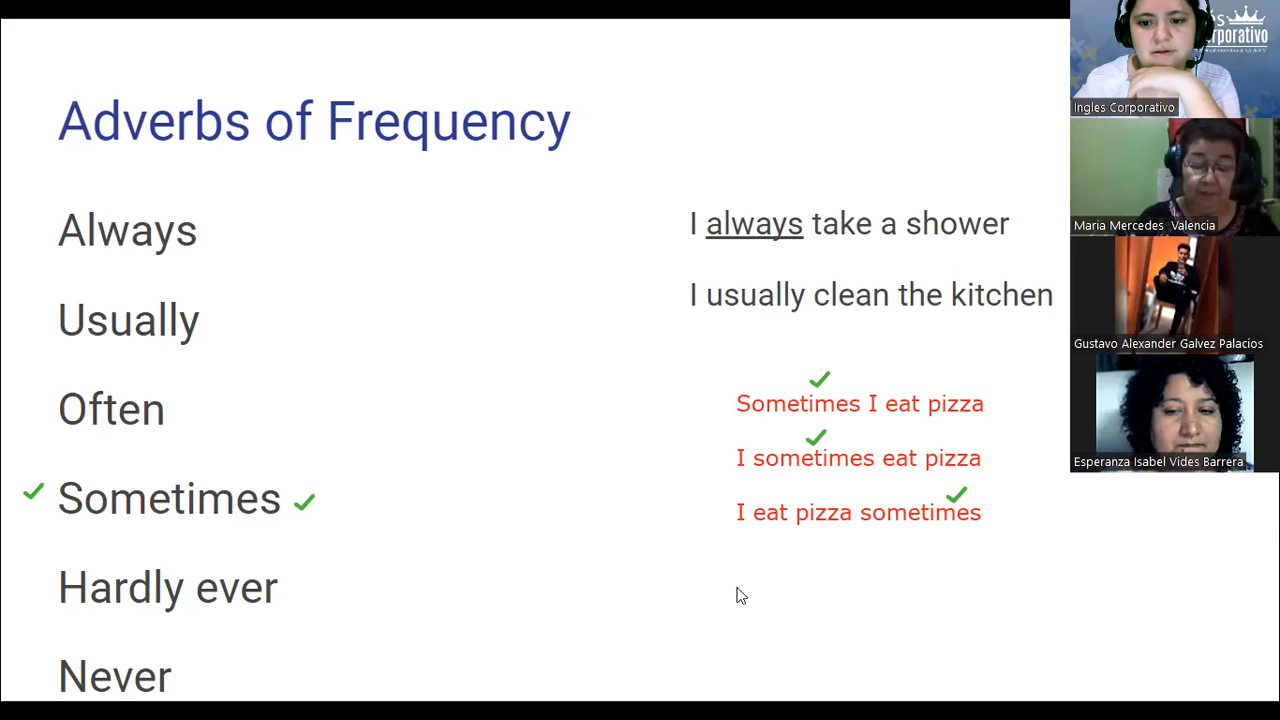 Adverbs of Frequency
Always
Usually
Often
Sometimes
Hardly ever
Never
I always take a shower
I usually clean the kitchen
Sometimes I eat pizza
I sometimes eat pizza
I eat pizza sometimes
Ingles Corporativo
Maria Mercedes Valencia
Gustavo Alexander Galvez Palacios
Esperanza Isabel Vides Barrera